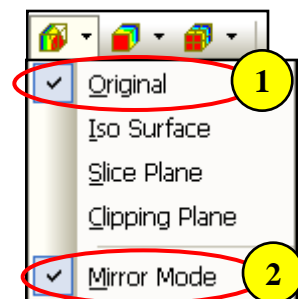 Original 1
Iso Surface
Slice Plane
Clipping Plane
Mirror Mode 2